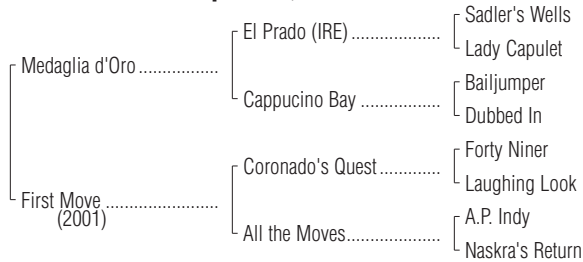 Sadler's Wells
El Prado (IRE) ...................
Lady Capulet
Medaglia d'Oro .................
Bailjumper
Cappucino Bay .................
Dubbed In
Forty Niner
Coronado's Quest .............
Laughing Look
First Move ........................
(2001)
A.P. Indy
All the Moves....................
Naskra's Return